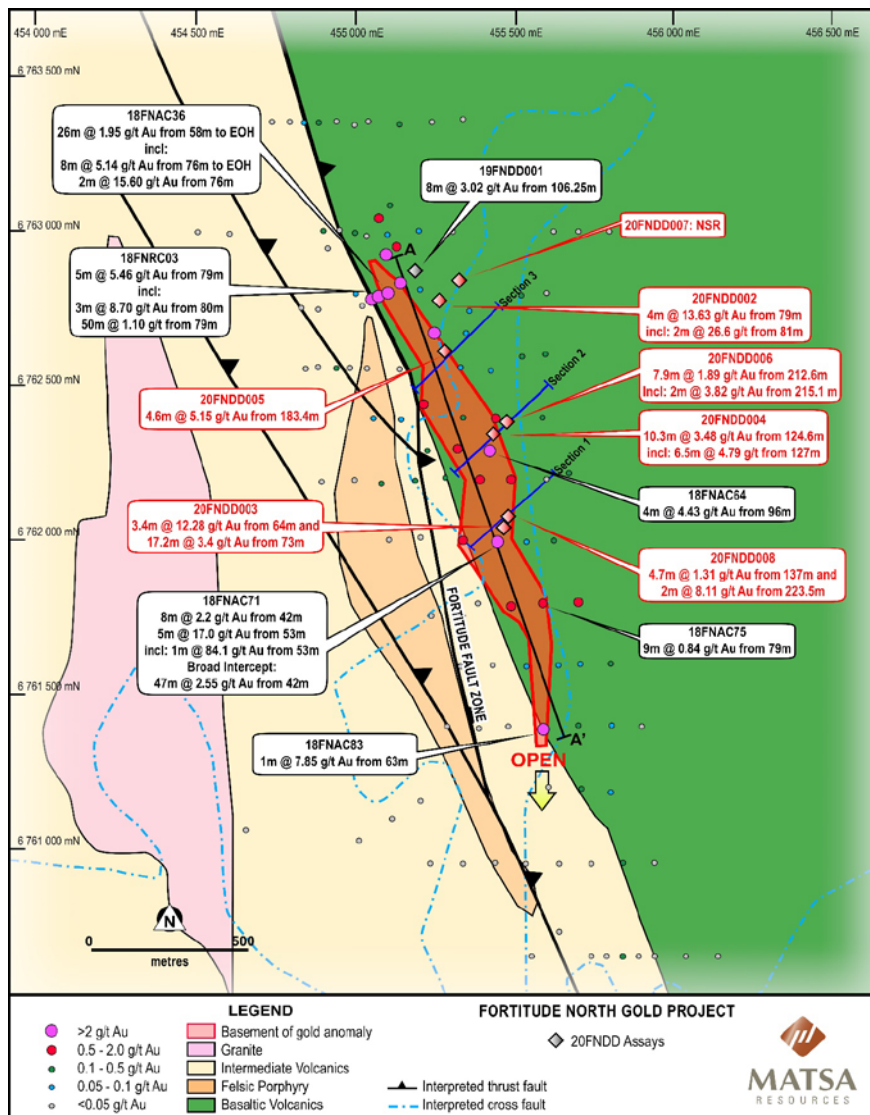 454 000 mE
454 500 mE
455 000 mE
455 500 mE
456 000 mE
456 500 mE
6 763 500 mN
6 763 000 mN
6 762 500 mN
6 762 000 mN
6 761 500 mN
6 761 000 mN
18FNAC36
26m @ 1.95 g/t Au from 58m to EOH
incl:
8m @ 5.14 g/t Au from 76m to EOH
2m @ 15.60 g/t Au from 76m
19FNDD001
8m @ 3.02 g/t Au from 106.25m
20FNDD007: NSR
18FNRC03
5m @ 5.46 g/t Au from 79m
incl:
3m @ 8.70 g/t Au from 80m
50m @ 1.10 g/t from 79m
A
Section 3
20FNDD002
4m @ 13.63 g/t Au from 79m
incl: 2m @ 26.6 g/t from 81m
20FNDD006
7.9m @ 1.89 g/t Au from 212.6m
Incl: 2m @ 3.82 g/t Au from 215.1 m
Section 2
20FNDD005
4.6m @ 5.15 g/t Au from 183.4m
20FNDD004
10.3m @ 3.48 g/t Au from 124.6m
incl: 6.5m @ 4.79 g/t from 127m
Section 1
18FNAC64
4m @ 4.43 g/t Au from 96m
20FNDD003
3.4m @ 12.28 g/t Au from 64m and
17.2m @ 3.4 g/t Au from 73m
20FNDD008
4.7m @ 1.31 g/t Au from 137m and
2m @ 8.11 g/t Au from 223.5m
18FNAC71
8m @ 2.2 g/t Au from 42m
5m @ 17.0 g/t Au from 53m
incl: 1m @ 84.1 g/t Au from 53m
Broad Intercept:
47m @ 2.55 g/t Au from 42m
FORTITUDE FAULT ZONE
18FNAC75
9m @ 0.84 g/t Au from 79m
18FNAC83
1m @ 7.85 g/t Au from 63m
A'
OPEN
N
0
500
metres
LEGEND
FORTITUDE NORTH GOLD PROJECT
>2 g/t Au
0.5 - 2.0 g/t Au
0.1 - 0.5 g/t Au
0.05 - 0.1 g/t Au
<0.05 g/t Au
Basement of gold anomaly
Granite
Intermediate Volcanics
Felsic Porphyry
Basaltic Volcanics
20FNDD Assays
Interpreted thrust fault
Interpreted cross fault
MATSA
RESOURCES